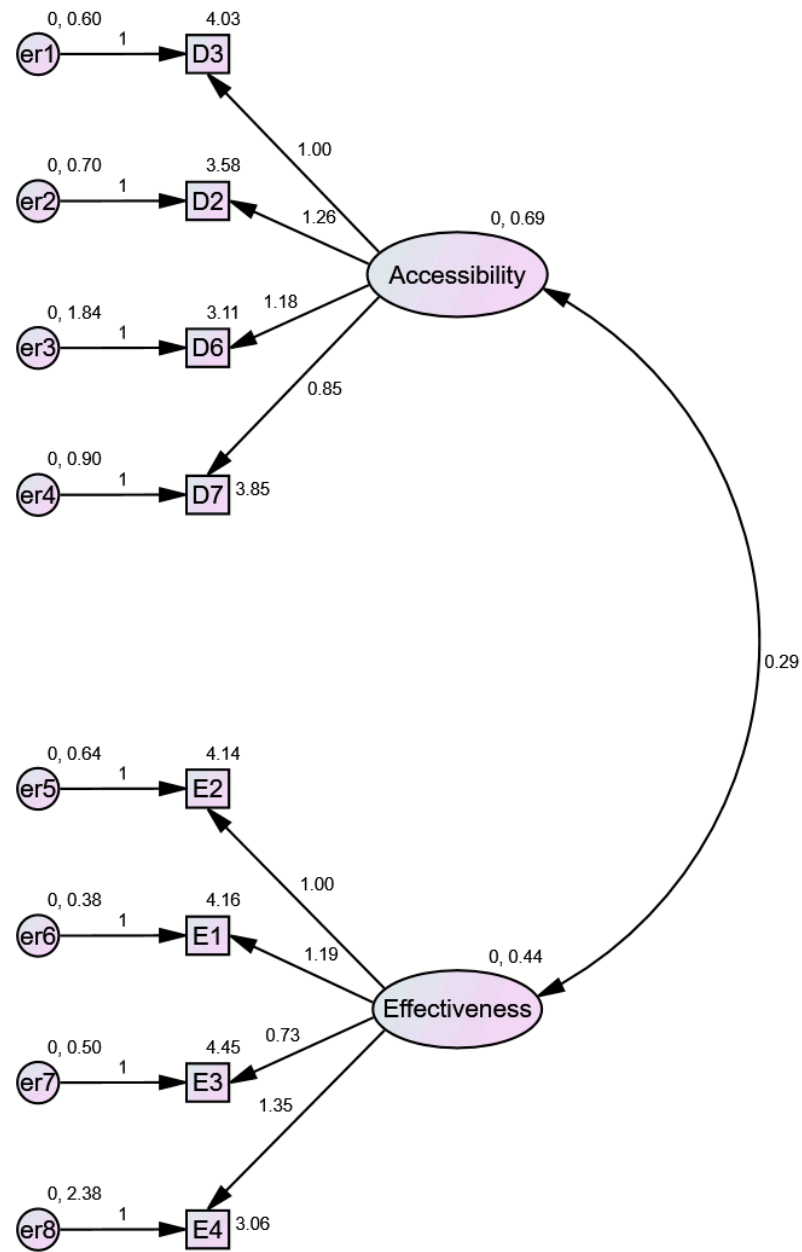 0, 0.60
4.03
er1
1
D3
1.00
0, 0.70
3.58
er2
1
D2
1.26
0, 0.69
Accessibility
0, 1.84
3.11
1.18
er3
1
D6
0.85
0, 0.90
er4
1
D7
3.85
0.29
0, 0.64
4.14
er5
1
E2
1.00
0, 0.38
4.16
er6
1
E1
1.19
0, 0.44
Effectiveness
0, 0.50
4.45
0.73
er7
1
E3
1.35
0, 2.38
er8
1
E4
3.06